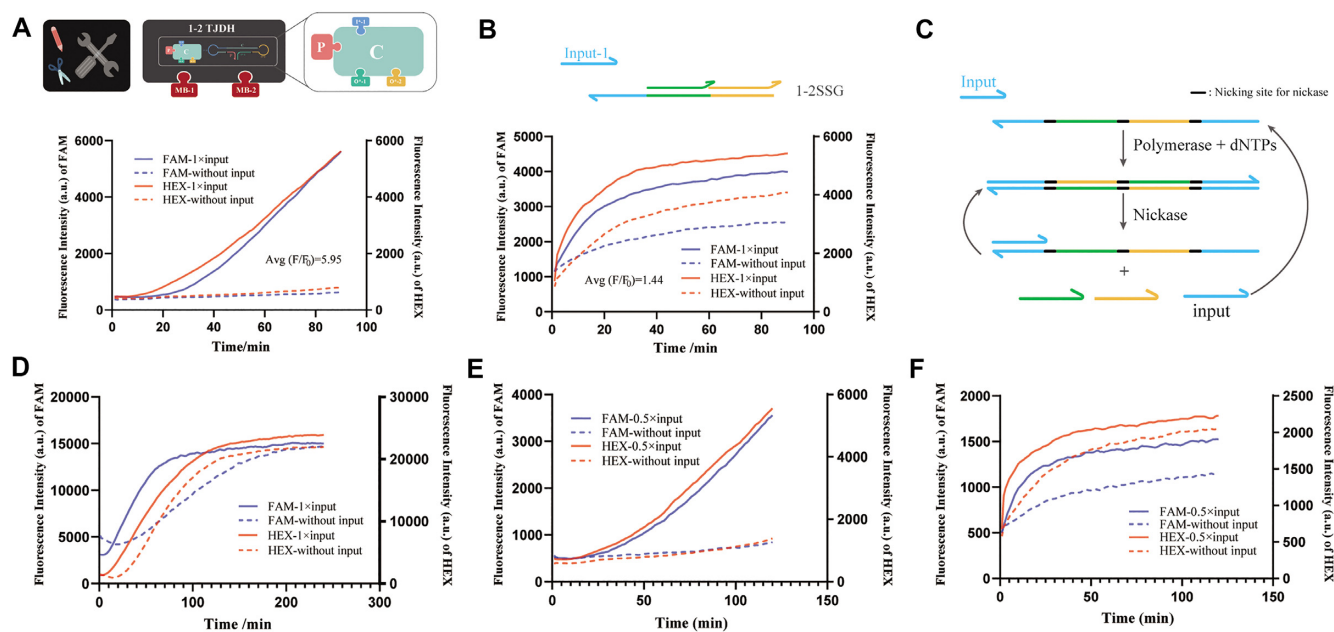 A
1-2 TJDH
P
C
MB-1
MB-2
P
I*-1
C
O*-1
O*-2
Fluorescence Intensity (a.u.) of FAM
6000
4000
2000
0
FAM-1×input
FAM-without input
HEX-1×input
HEX-without input
Avg (F/F0)=5.95
0
20
40
60
80
100
Time/min
6000
5000
4000
3000
2000
1000
0
Fluorescence Intensity (a.u.) of HEX
B
Input-1
1-2SSG
Fluorescence Intensity (a.u.) of FAM
5000
4000
3000
2000
1000
0
FAM-1×input
FAM-without input
HEX-1×input
HEX-without input
Avg (F/F0)=1.44
0
20
40
60
80
100
Time /min
6000
5000
4000
3000
2000
1000
0
Fluorescence Intensity (a.u.) of HEX
C
Input
: Nicking site for nickase
Polymerase + dNTPs
Nickase
+
input
D
Fluorescence Intensity (a.u.) of FAM
20000
15000
10000
5000
0
FAM-1×input
FAM-without input
HEX-1×input
HEX-without input
0
100
200
300
Time /min
30000
20000
10000
0
Fluorescence Intensity (a.u.) of HEX
E
Fluorescence Intensity (a.u.) of FAM
4000
3000
2000
1000
0
FAM-0.5×input
FAM-without input
HEX-0.5×input
HEX-without input
0
50
100
150
Time (min)
6000
4000
2000
0
Fluorescence Intensity (a.u.) of HEX
F
Fluorescence Intensity (a.u.) of FAM
2000
1500
1000
500
0
FAM-0.5×input
FAM-without input
HEX-0.5×input
HEX-without input
0
50
100
150
Time (min)
2500
2000
1500
1000
500
0
Fluorescence Intensity (a.u.) of HEX